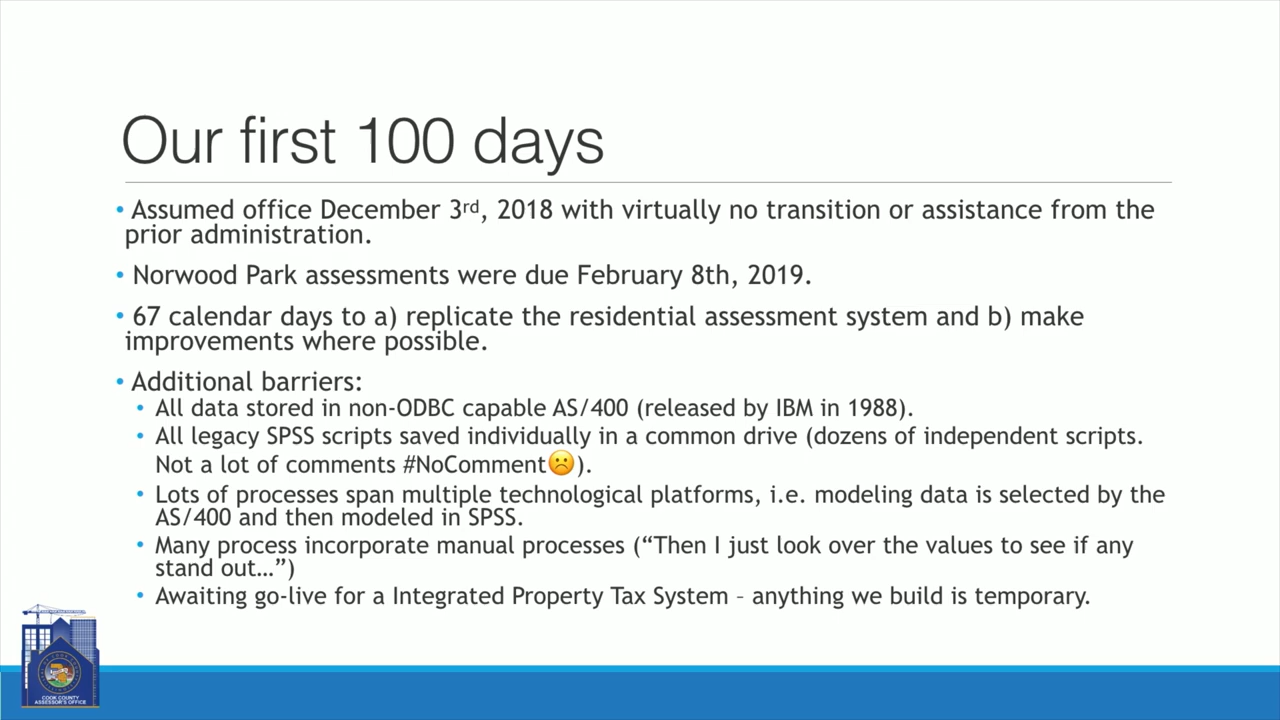 Our first 100 days
• Assumed office December 3rd, 2018 with virtually no transition or assistance from the
prior administration.
• Norwood Park assessments were due February 8th, 2019.
• 67 calendar days to a) replicate the residential assessment system and b) make
improvements where possible.
• Additional barriers:
• All data stored in non-ODBC capable AS/400 (released by IBM in 1988).
• All legacy SPSS scripts saved individually in a common drive (dozens of independent scripts.
Not a lot of comments #NoComment☹️).
• Lots of processes span multiple technological platforms, i.e. modeling data is selected by the
AS/400 and then modeled in SPSS.
• Many process incorporate manual processes (“Then I just look over the values to see if any
stand out…”)
• Awaiting go-live for a Integrated Property Tax System – anything we build is temporary.
COOK COUNTY
ASSESSOR'S OFFICE